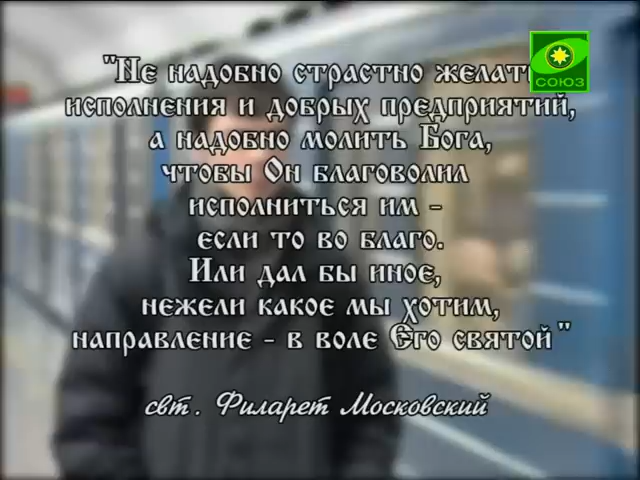 "Не надобно страстно желать
СОЮЗ
исполнения и добрых предприятий,
а надобно молить Бога,
чтобы Он благоволил
исполниться им -
если то во благо.
Или дал бы иное,
нежели какое мы хотим,
направление - в воле Его святой"
свт. Филарет Московский